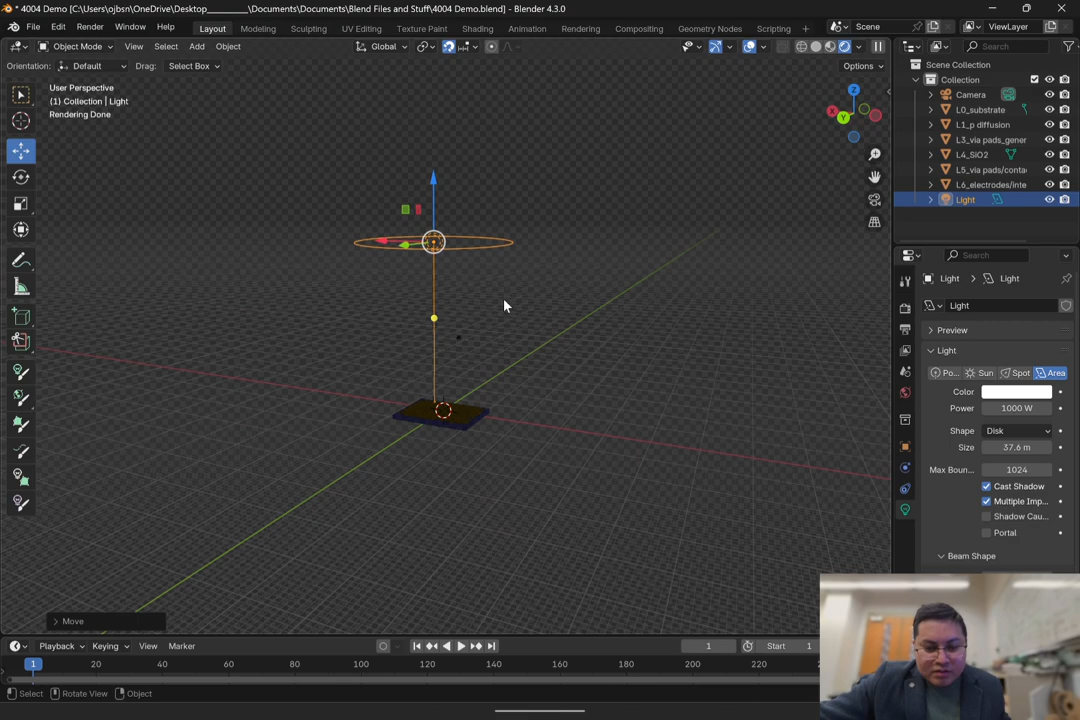 * 4004 Demo [C:\Users\ojbsn\OneDrive\Desktop_________\Documents\Documents\Blend Files and Stuff\4004 Demo.blend] - Blender 4.3.0
File Edit Render Window Help Layout Modeling Sculpting UV Editing Texture Paint Shading Animation Rendering Compositing Geometry Nodes Scripting + Scene ViewLayer
Object Mode View Select Add Object Global Search
Orientation: Default Drag: Select Box Options
User Perspective
(1) Collection | Light
Rendering Done
Z
X
Y
Scene Collection
Collection
Camera
L0_substrate
L1_p diffusion
L3_via pads_gener
L4_SiO2
L5_via pads/conta
L6_electrodes/inte
Light
Search
Light > Light
Light
Preview
Light
Po... Sun Spot Area
Color
Power 1000 W
Shape Disk
Size 37.6 m
Max Boun... 1024
Cast Shadow
Multiple Imp...
Shadow Cau...
Portal
Beam Shape
Move
Playback Keying View Marker 1 Start 1
1 20 40 60 80 100 120 140 160 180 200 220
Select Rotate View Object